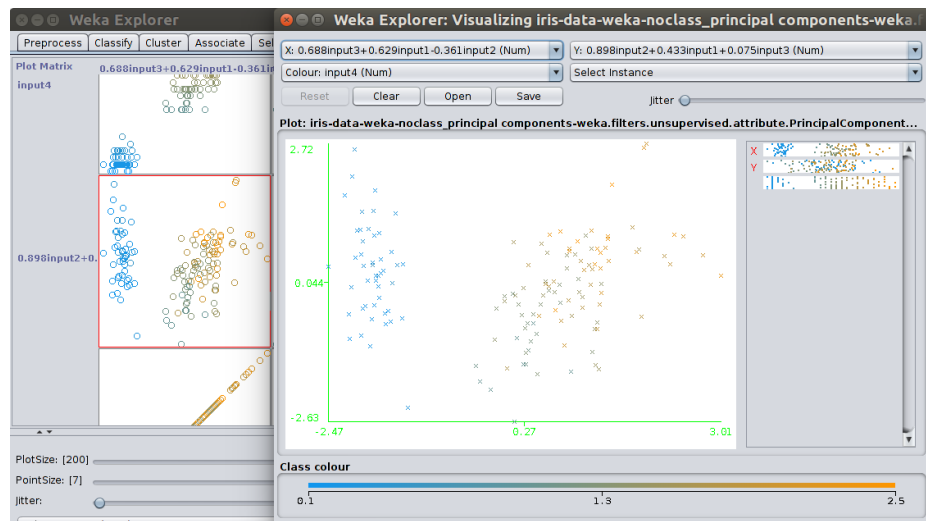 Weka Explorer
Preprocess Classify Cluster Associate Sel
Plot Matrix 0.688input3+0.629input1-0.361i
input4
0.898input2+0.
PlotSize: [200]
PointSize: [7]
Jitter:
Weka Explorer: Visualizing iris-data-weka-noclass_principal components-weka.f
X: 0.688input3+0.629input1-0.361input2 (Num)
Y: 0.898input2+0.433input1+0.075input3 (Num)
Colour: input4 (Num)
Select Instance
Reset Clear Open Save
Jitter
Plot: iris-data-weka-noclass_principal components-weka.filters.unsupervised.attribute.PrincipalComponent...
2.72
0.044
-2.63
-2.47 0.27 3.01
X
Y
Class colour
0.1 1.3 2.5